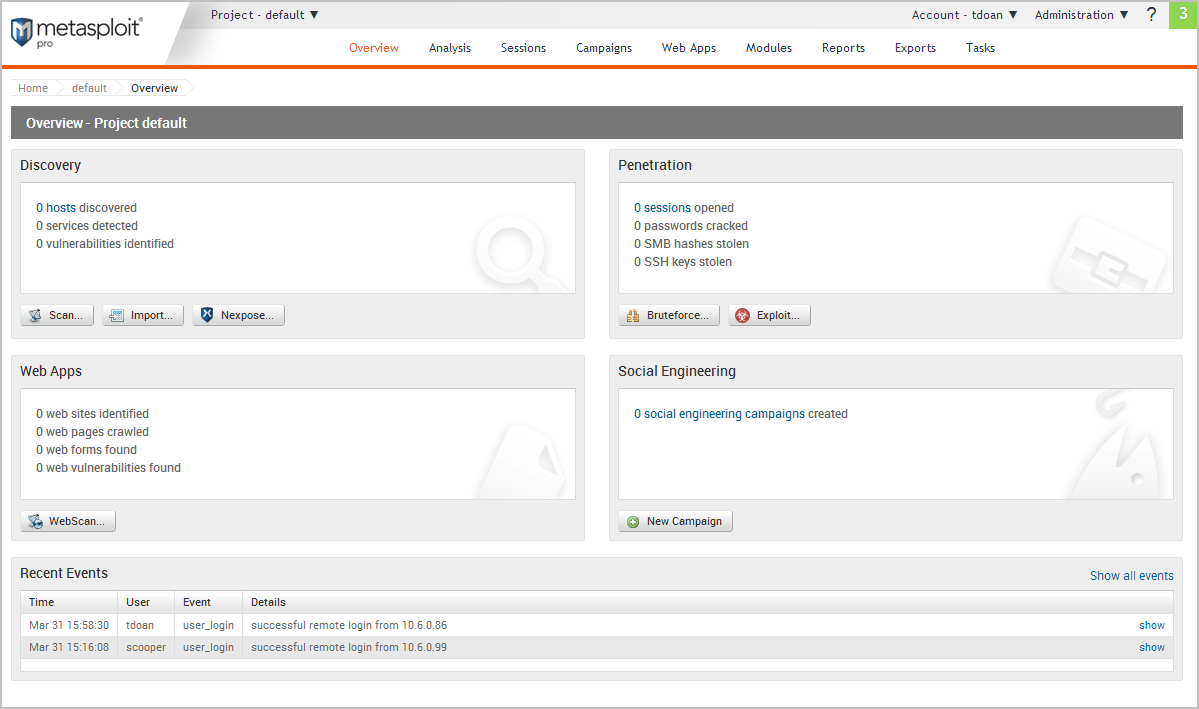 metasploit®
pro
Project - default ▼
Account - tdoan ▼ Administration ▼ ? 3
Overview Analysis Sessions Campaigns Web Apps Modules Reports Exports Tasks
Home default Overview
Overview - Project default
Discovery
0 hosts discovered
0 services detected
0 vulnerabilities identified
Scan... Import... Nexpose...
Penetration
0 sessions opened
0 passwords cracked
0 SMB hashes stolen
0 SSH keys stolen
Bruteforce... Exploit...
Web Apps
0 web sites identified
0 web pages crawled
0 web forms found
0 web vulnerabilities found
WebScan...
Social Engineering
0 social engineering campaigns created
New Campaign
Recent Events
Show all events
Time User Event Details
Mar 31 15:58:30 tdoan user_login successful remote login from 10.6.0.86 show
Mar 31 15:16:08 scooper user_login successful remote login from 10.6.0.99 show